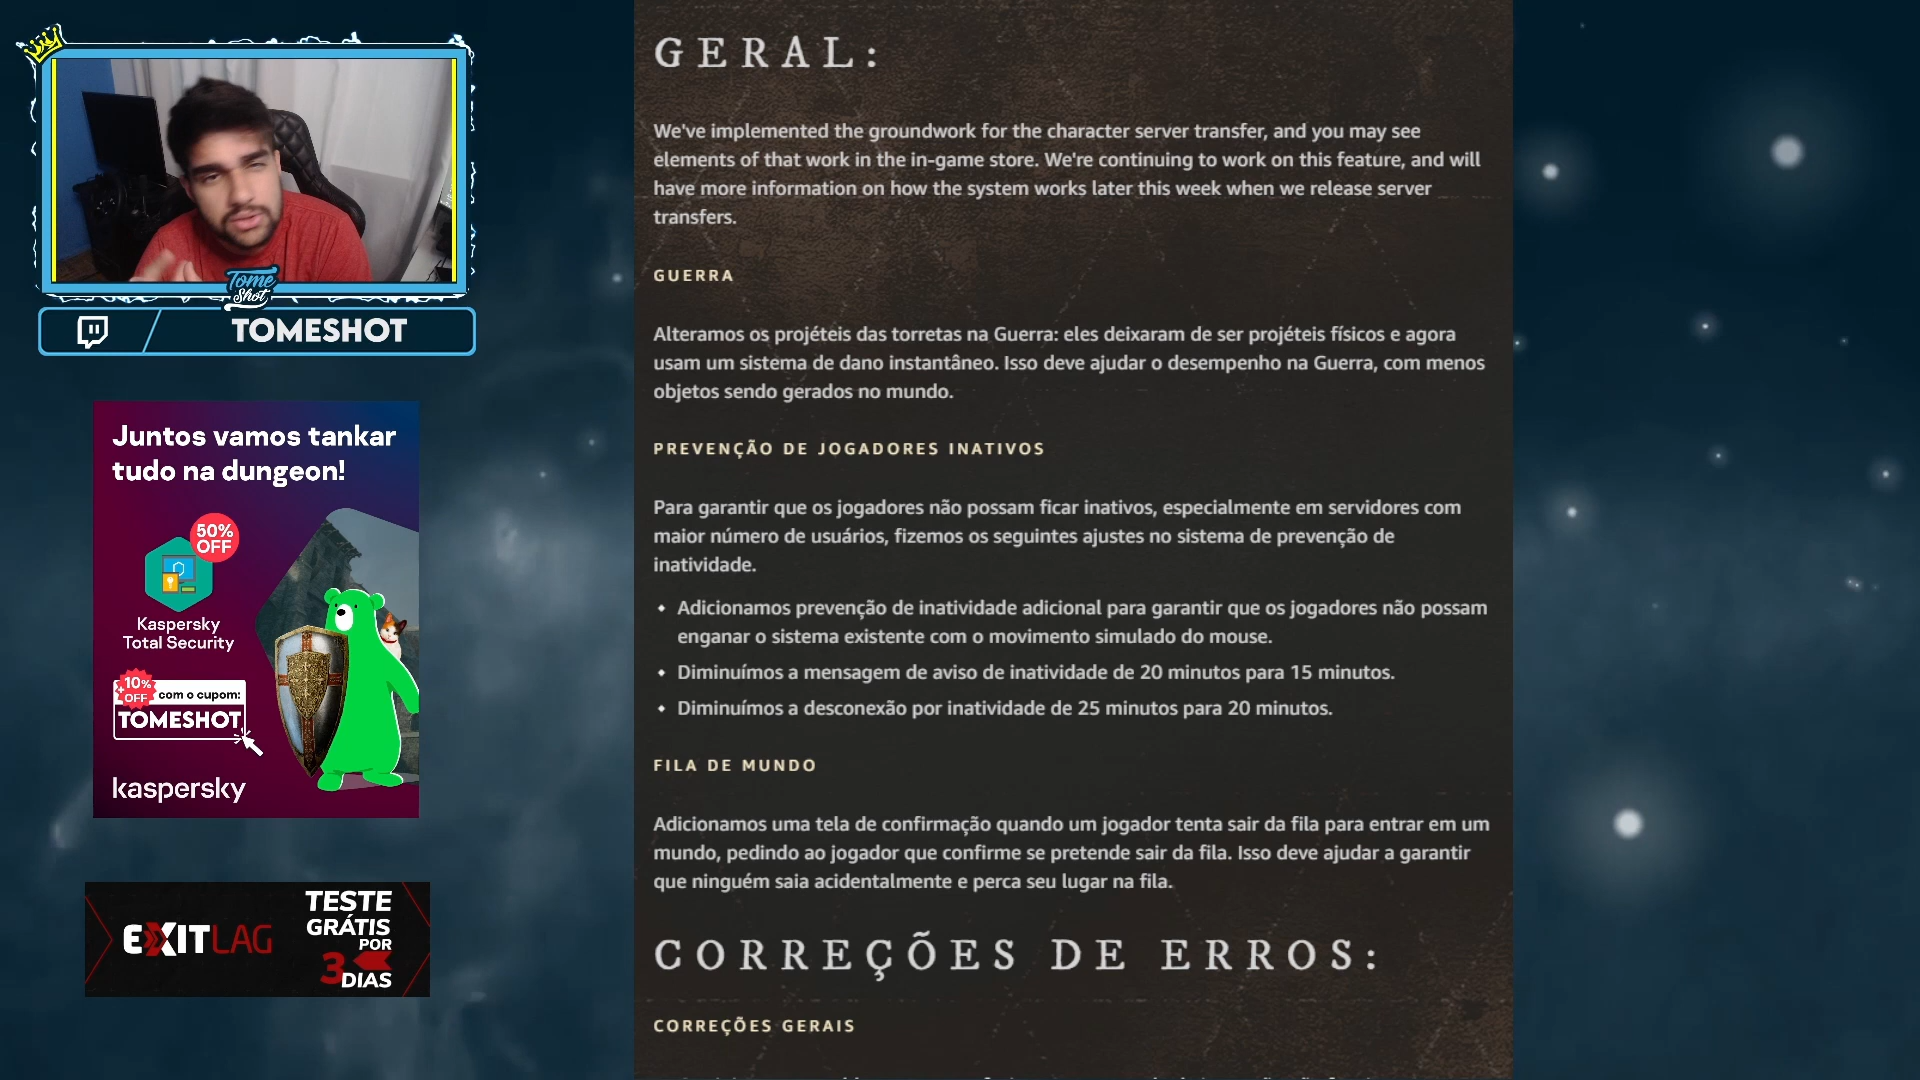 Tome
Shot
TOMESHOT
Juntos vamos tankar
tudo na dungeon!
50%
OFF
Kaspersky
Total Security
+10%
OFF
com o cupom:
TOMESHOT
kaspersky
EXITLAG
TESTE
GRÁTIS
POR
3 DIAS
GERAL:
We've implemented the groundwork for the character server transfer, and you may see
elements of that work in the in-game store. We're continuing to work on this feature, and will
have more information on how the system works later this week when we release server
transfers.
GUERRA
Alteramos os projéteis das torretas na Guerra: eles deixaram de ser projéteis físicos e agora
usam um sistema de dano instantâneo. Isso deve ajudar o desempenho na Guerra, com menos
objetos sendo gerados no mundo.
PREVENÇÃO DE JOGADORES INATIVOS
Para garantir que os jogadores não possam ficar inativos, especialmente em servidores com
maior número de usuários, fizemos os seguintes ajustes no sistema de prevenção de
inatividade.
• Adicionamos prevenção de inatividade adicional para garantir que os jogadores não possam
enganar o sistema existente com o movimento simulado do mouse.
• Diminuímos a mensagem de aviso de inatividade de 20 minutos para 15 minutos.
• Diminuímos a desconexão por inatividade de 25 minutos para 20 minutos.
FILA DE MUNDO
Adicionamos uma tela de confirmação quando um jogador tenta sair da fila para entrar em um
mundo, pedindo ao jogador que confirme se pretende sair da fila. Isso deve ajudar a garantir
que ninguém saia acidentalmente e perca seu lugar na fila.
CORREÇÕES DE ERROS:
CORREÇÕES GERAIS